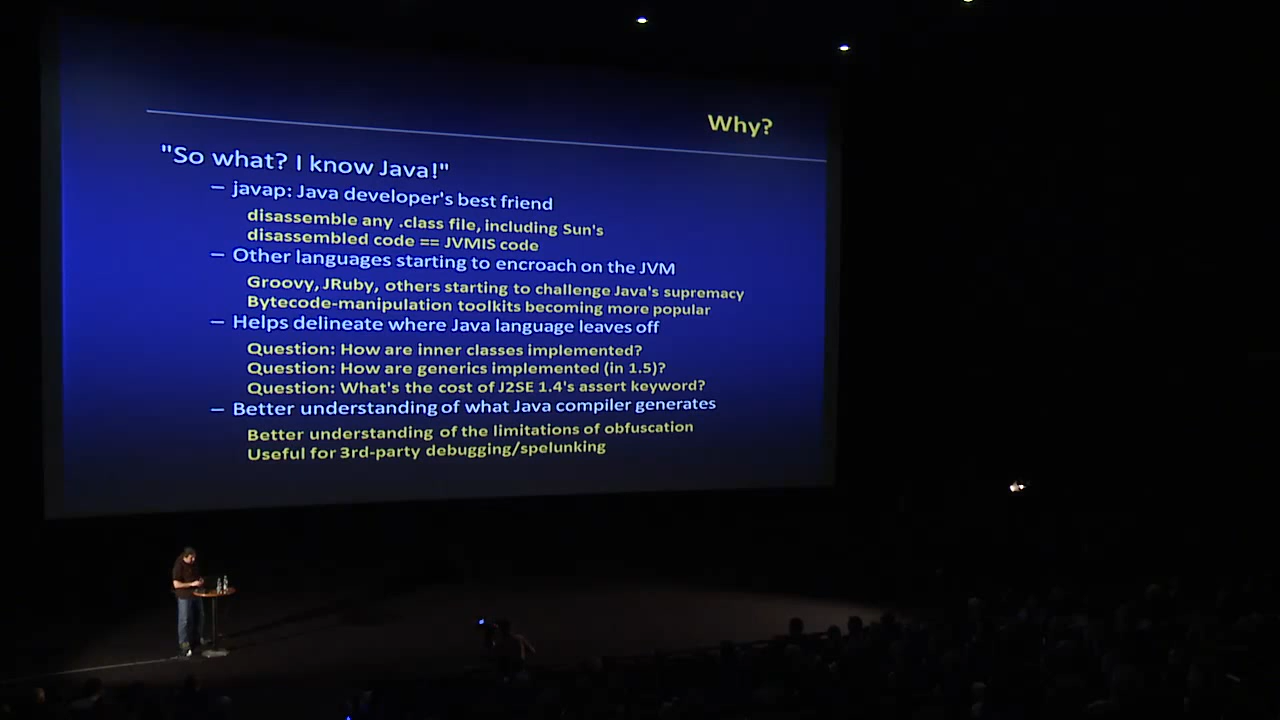 Why?
"So what? I know Java!"
– javap: Java developer's best friend
disassemble any .class file, including Sun's
disassembled code == JVMIS code
– Other languages starting to encroach on the JVM
Groovy, JRuby, others starting to challenge Java's supremacy
Bytecode-manipulation toolkits becoming more popular
– Helps delineate where Java language leaves off
Question: How are inner classes implemented?
Question: How are generics implemented (in 1.5)?
Question: What's the cost of J2SE 1.4's assert keyword?
– Better understanding of what Java compiler generates
Better understanding of the limitations of obfuscation
Useful for 3rd-party debugging/spelunking